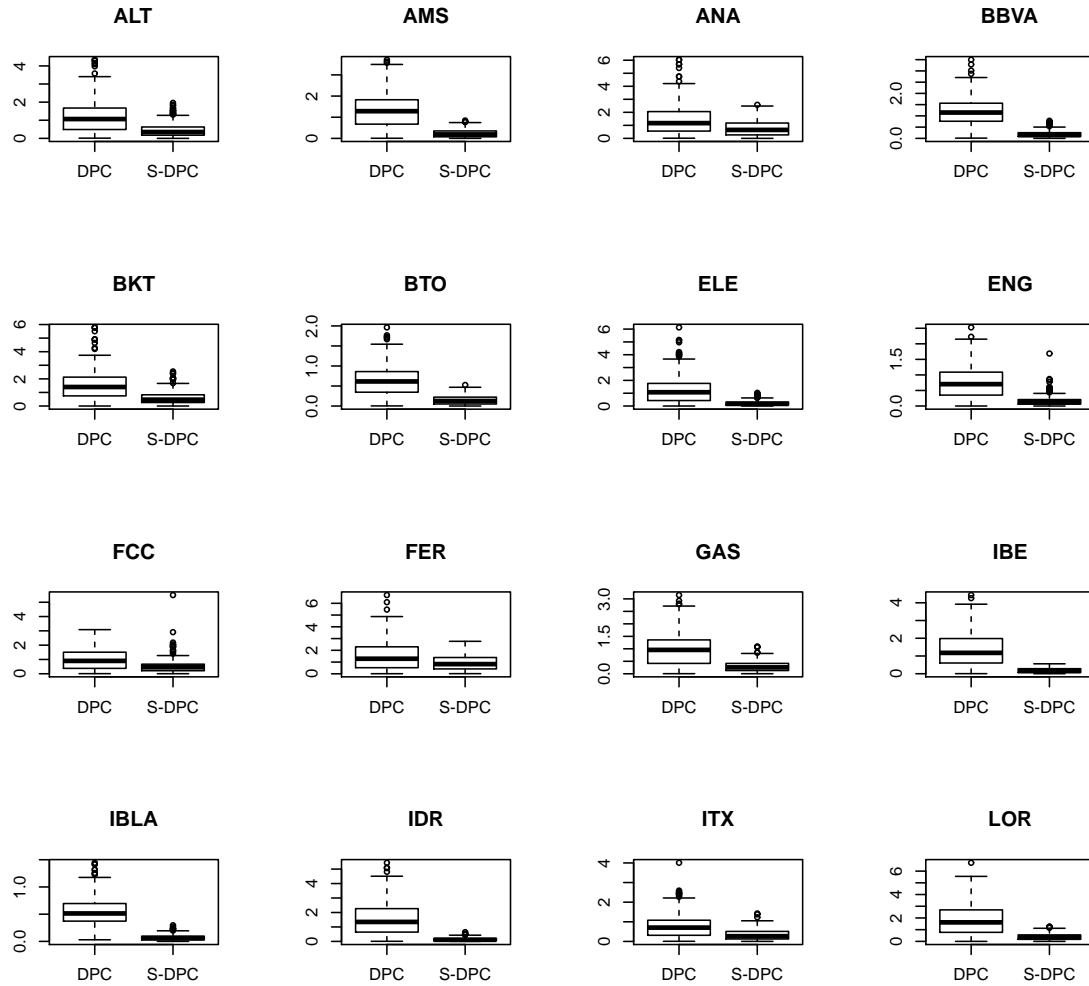 ALT AMS ANA BBVA
0 2 4 0 2 0 2 4 6 0.0 2.0
DPC S-DPC DPC S-DPC DPC S-DPC DPC S-DPC
BKT BTO ELE ENG
0 2 4 6 0.0 1.0 2.0 0 2 4 6 0.0 1.5
DPC S-DPC DPC S-DPC DPC S-DPC DPC S-DPC
FCC FER GAS IBE
0 2 4 0 2 4 6 0.0 1.5 3.0 0 2 4
DPC S-DPC DPC S-DPC DPC S-DPC DPC S-DPC
IBLA IDR ITX LOR
0.0 1.0 0 2 4 0 1 2 3 4 0 2 4 6
DPC S-DPC DPC S-DPC DPC S-DPC DPC S-DPC